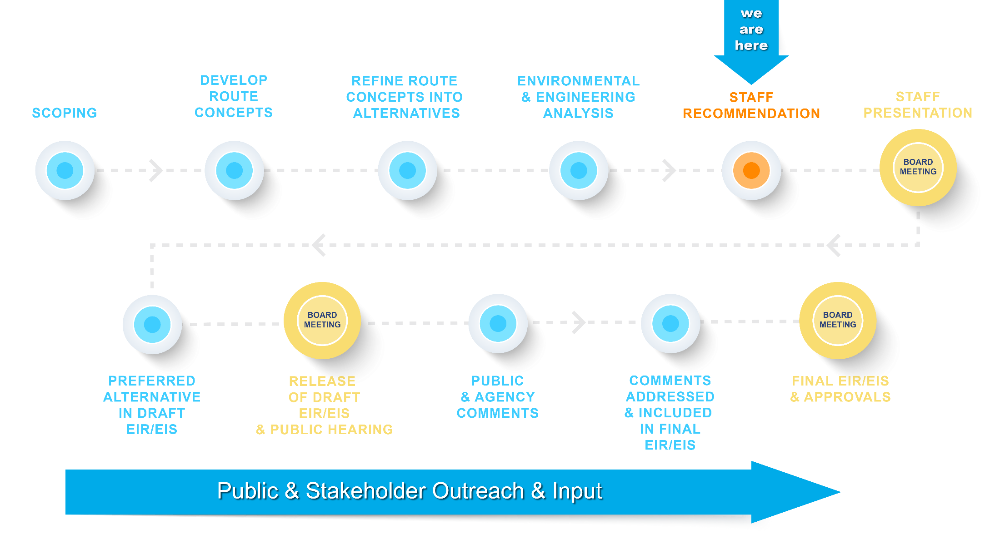 we
are
here
SCOPING
DEVELOP
ROUTE
CONCEPTS
REFINE ROUTE
CONCEPTS INTO
ALTERNATIVES
ENVIRONMENTAL
& ENGINEERING
ANALYSIS
STAFF
RECOMMENDATION
STAFF
PRESENTATION
BOARD
MEETING
BOARD
MEETING
BOARD
MEETING
PREFERRED
ALTERNATIVE
IN DRAFT
EIR/EIS
RELEASE
OF DRAFT
EIR/EIS
& PUBLIC HEARING
PUBLIC
& AGENCY
COMMENTS
COMMENTS
ADDRESSED
& INCLUDED
IN FINAL
EIR/EIS
FINAL EIR/EIS
& APPROVALS
Public & Stakeholder Outreach & Input